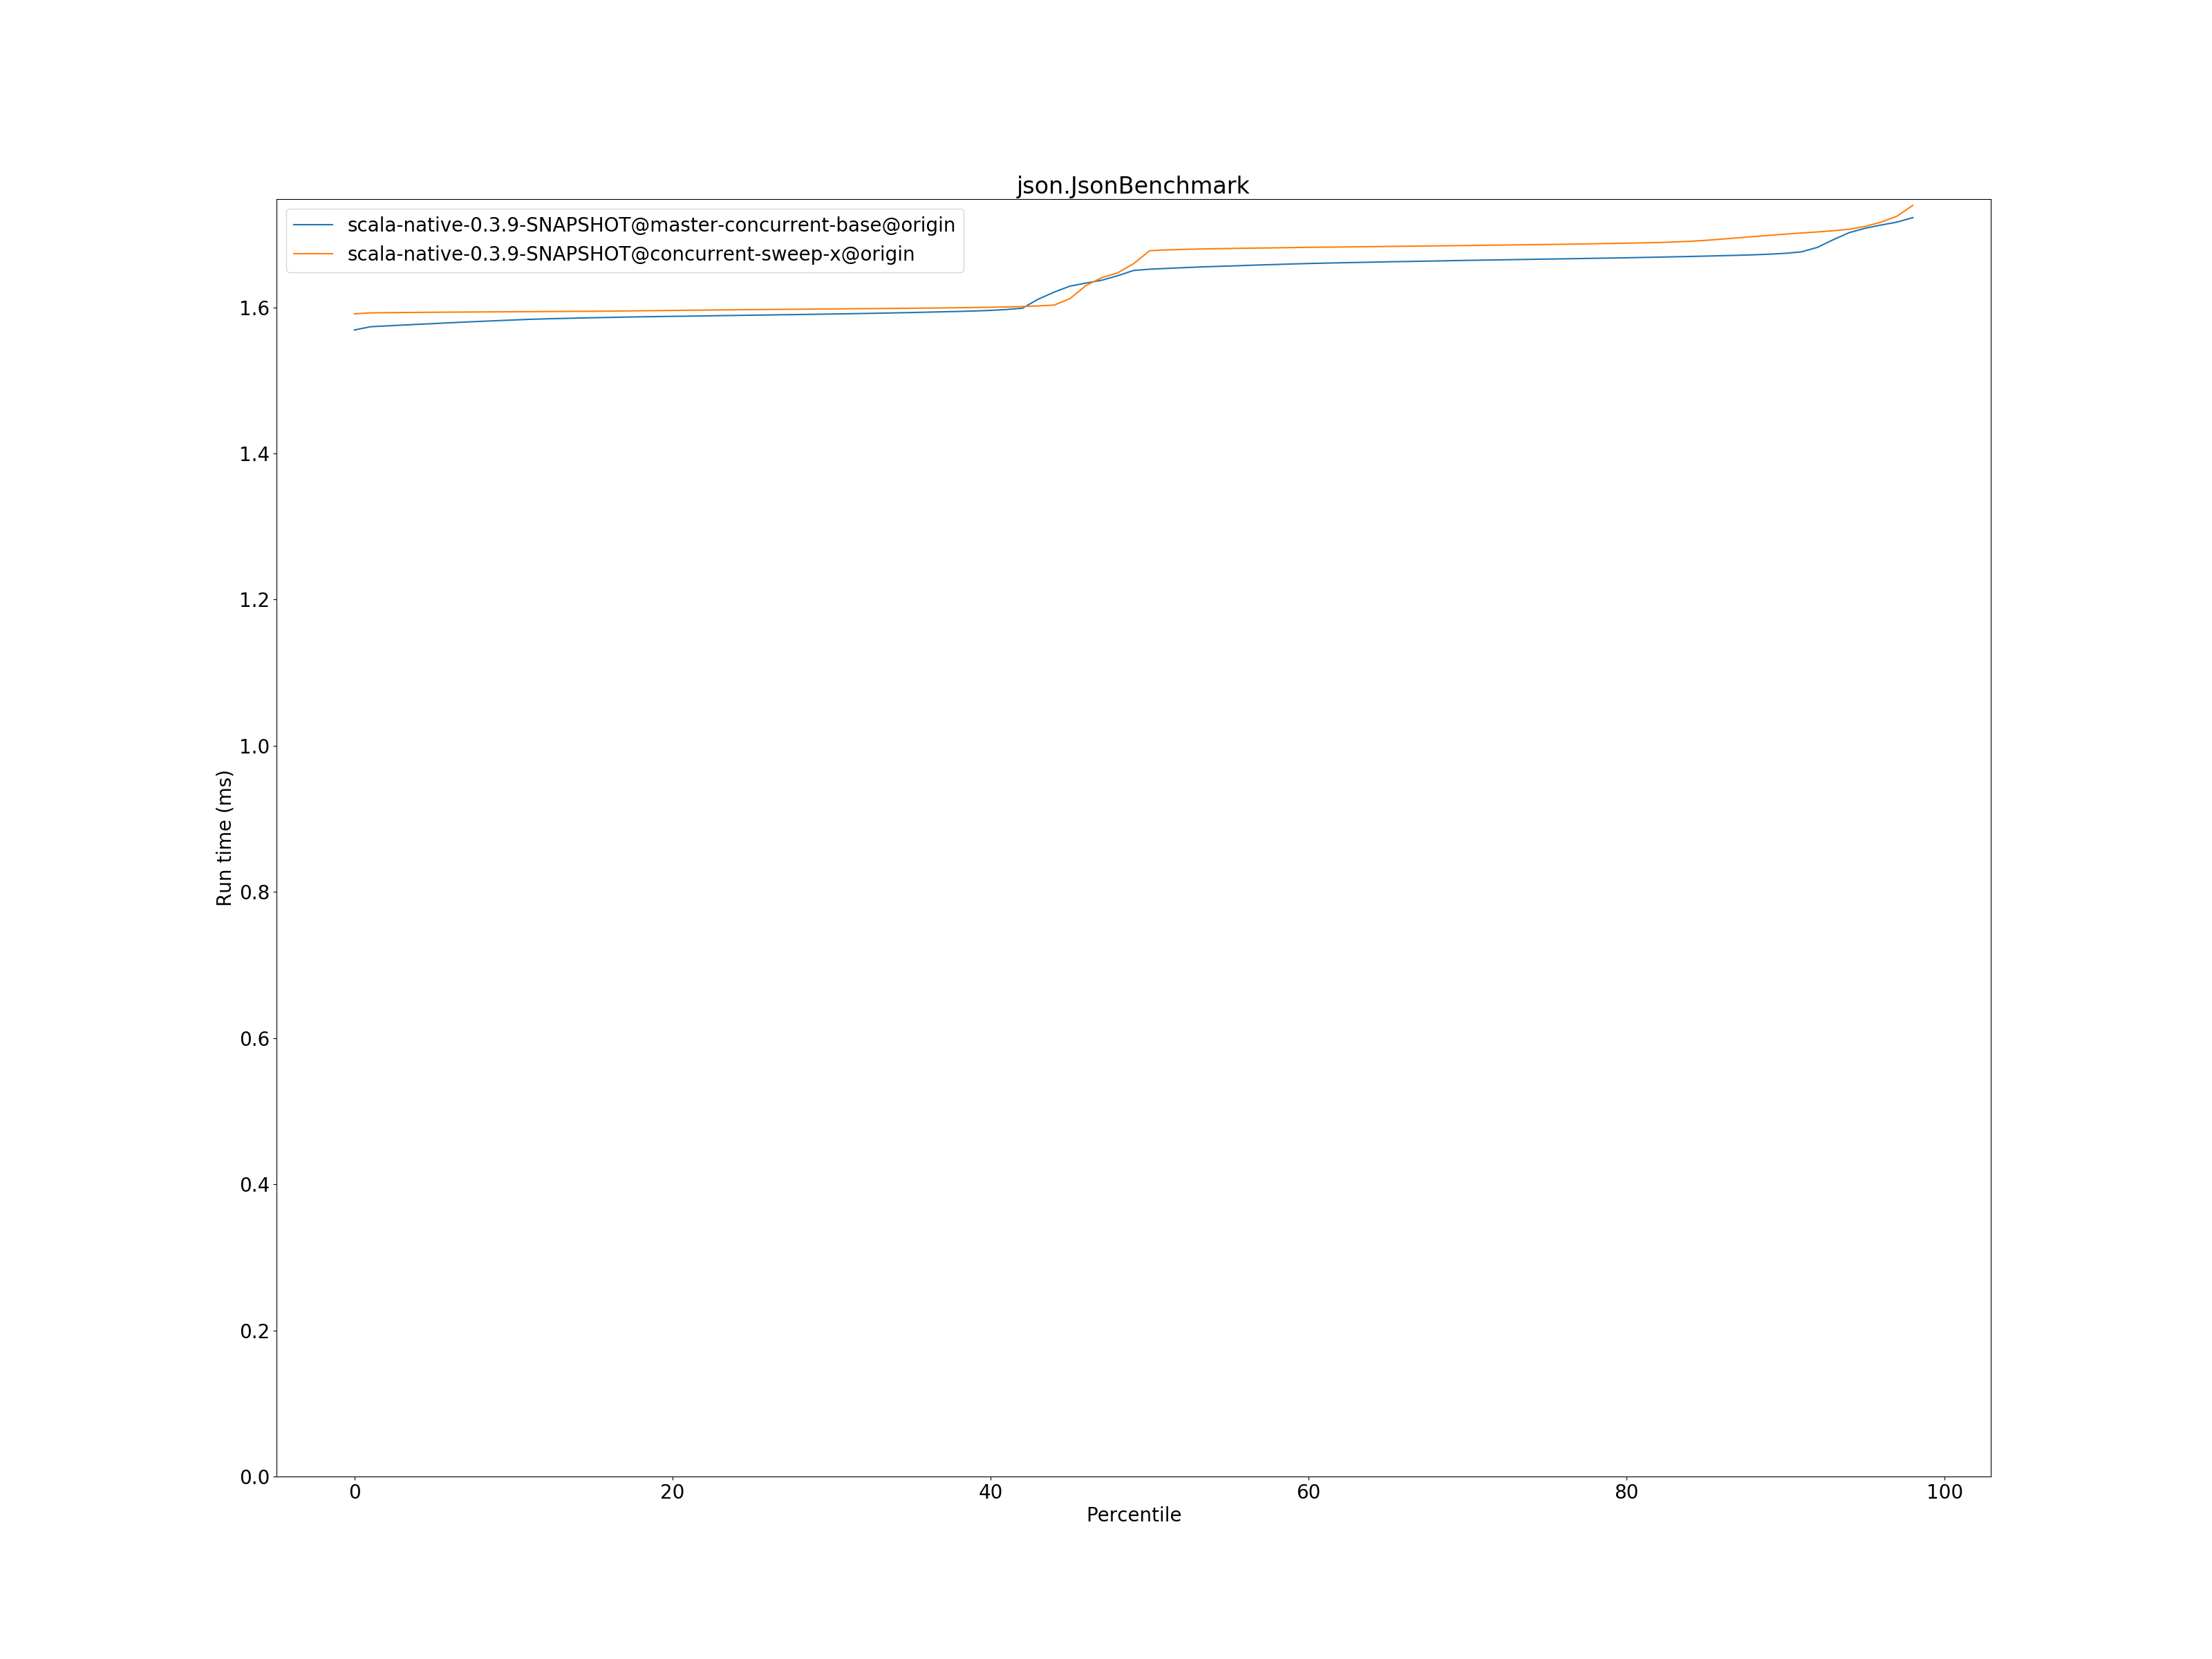 json.JsonBenchmark
scala-native-0.3.9-SNAPSHOT@master-concurrent-base@origin
scala-native-0.3.9-SNAPSHOT@concurrent-sweep-x@origin
1.6
1.4
1.2
1.0
0.8
0.6
0.4
0.2
0.0
Run time (ms)
0 20 40 60 80 100
Percentile